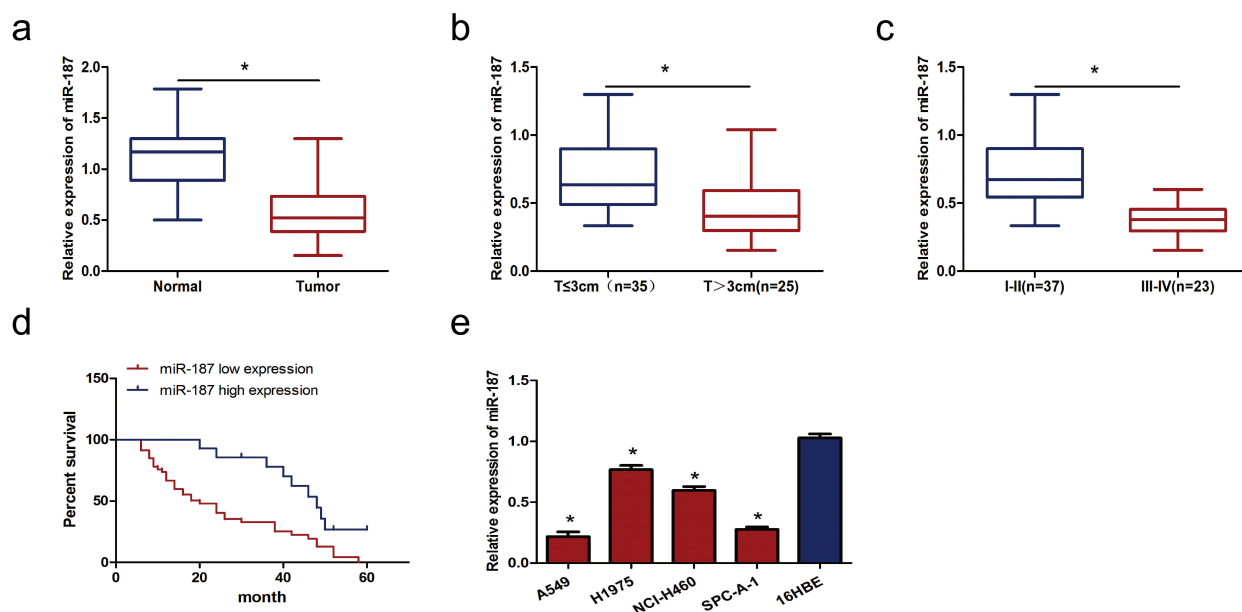 a
Relative expression of miR-187
2.0
1.5
1.0
0.5
0.0
*
Normal
Tumor
b
Relative expression of miR-187
1.5
1.0
0.5
0.0
*
T≤3cm（n=35）
T＞3cm(n=25)
c
Relative expression of miR-187
1.5
1.0
0.5
0.0
*
I-II(n=37)
III-IV(n=23)
d
miR-187 low expression
miR-187 high expression
Percent survival
150
100
50
0
0
20
40
60
month
e
Relative expression of miR-187
1.5
1.0
0.5
0.0
*
*
*
*
A549
H1975
NCI-H460
SPC-A-1
16HBE